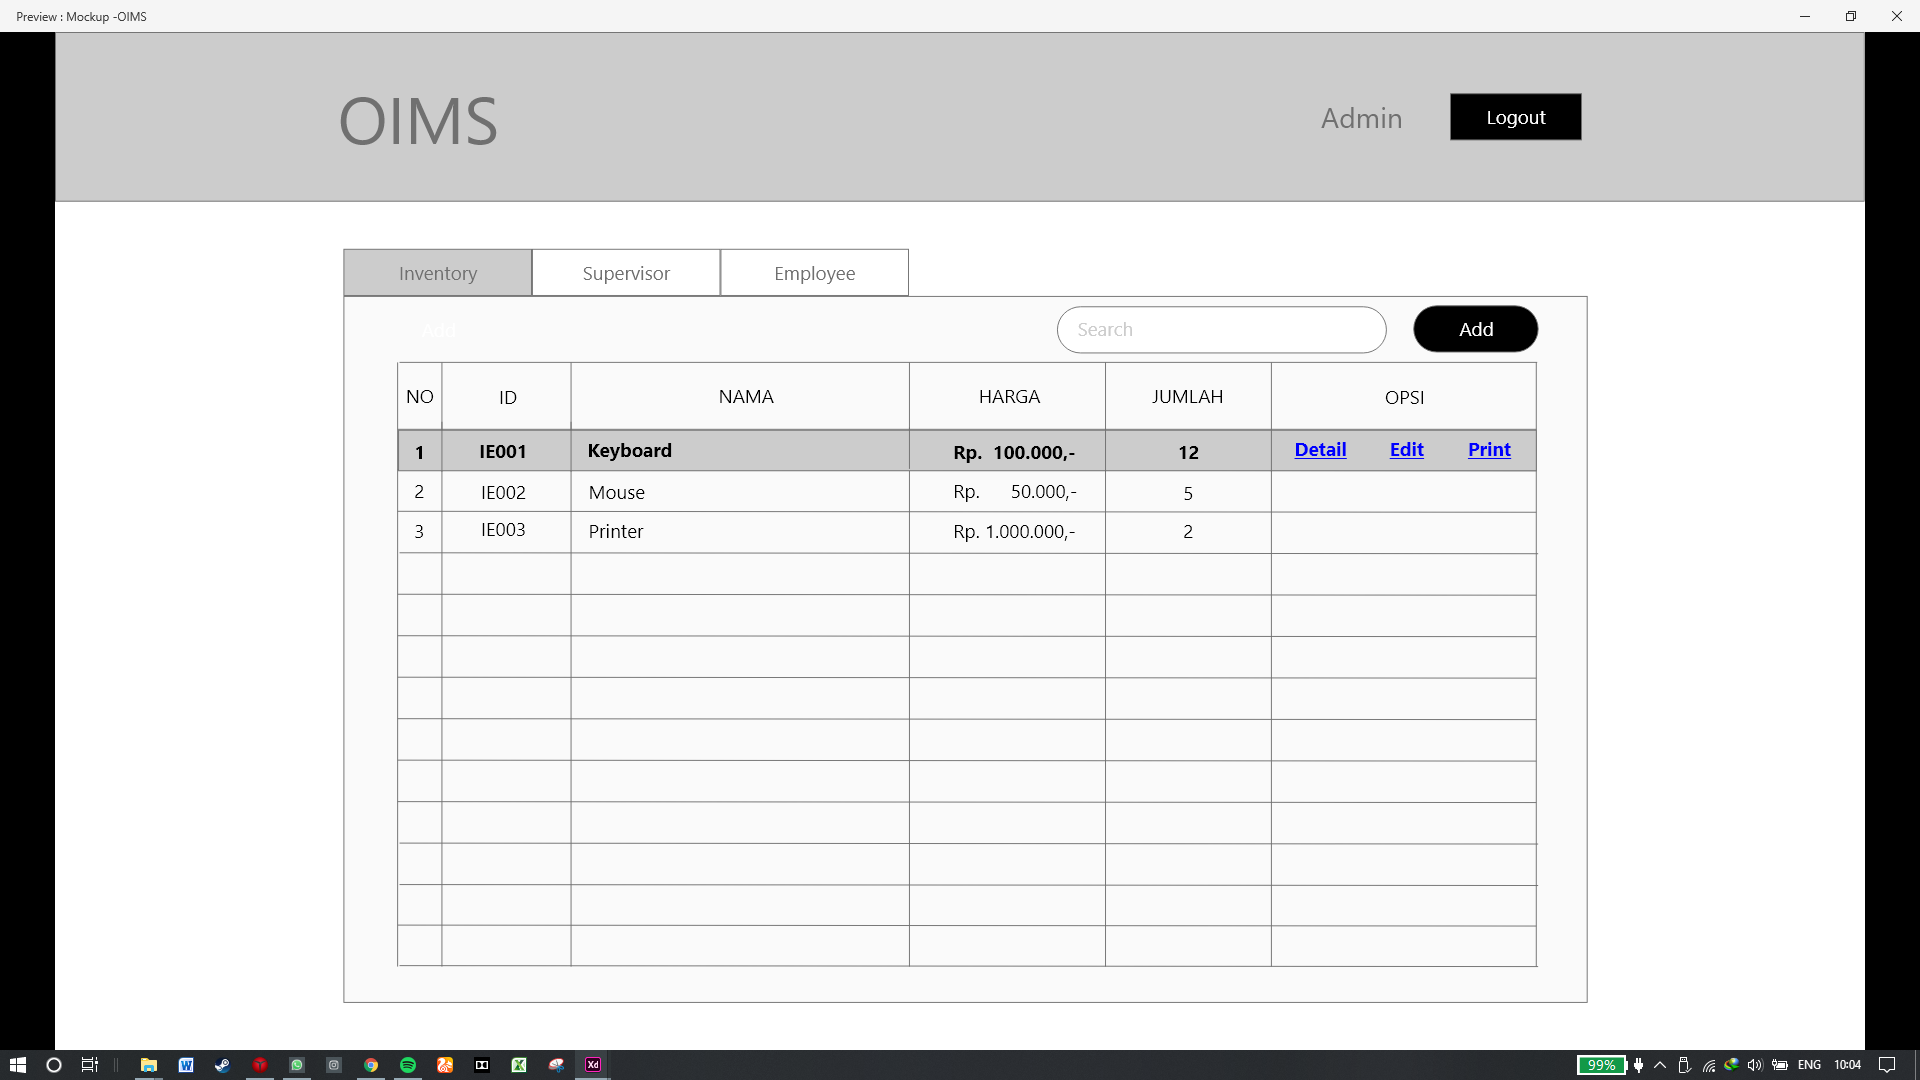 Preview : Mockup -OIMS
OIMS
Admin
Logout
Inventory Supervisor Employee
Add
Search
Add
NO ID NAMA HARGA JUMLAH OPSI
1 IE001 Keyboard Rp. 100.000,- 12 Detail Edit Print
2 IE002 Mouse Rp. 50.000,- 5
3 IE003 Printer Rp. 1.000.000,- 2
99% ENG 10:04